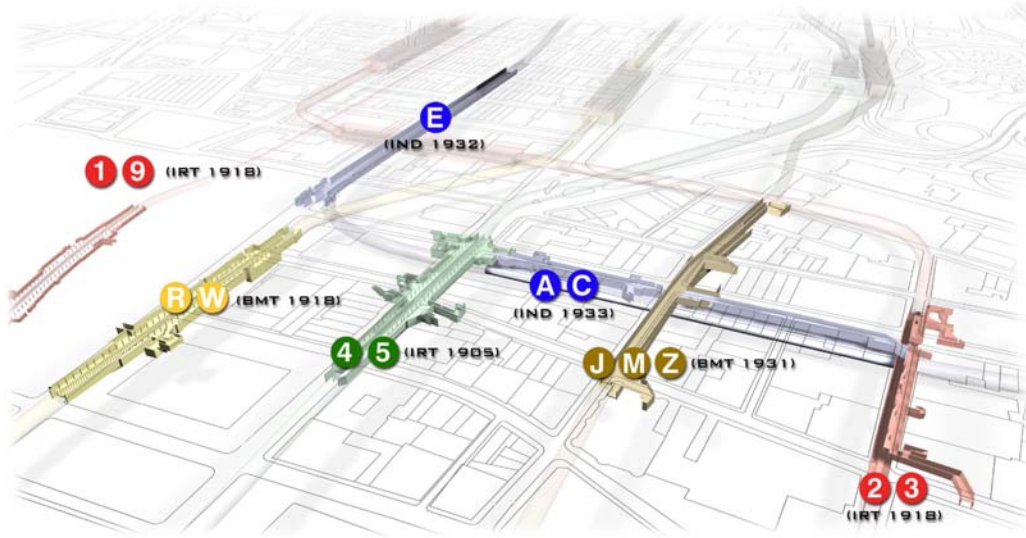 E
(IND 1932)
1 9 (IRT 1918)
R W (BMT 1918)
A C
(IND 1933)
4 5 (IRT 1905)
J M Z (BMT 1931)
2 3
(IRT 1918)